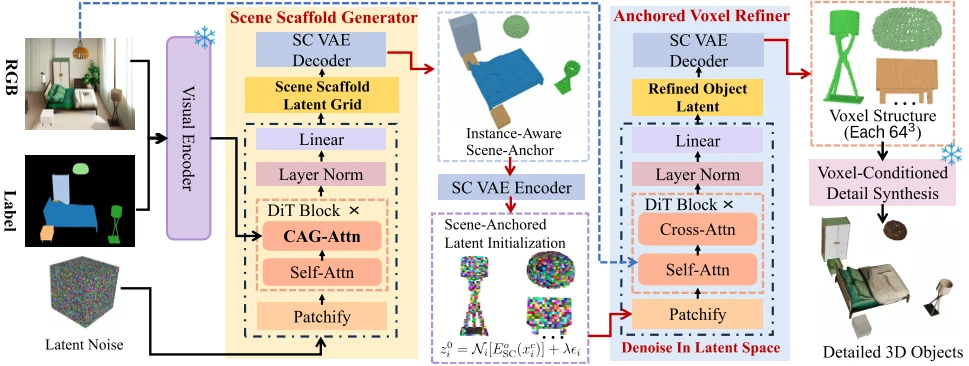 RGB
Label
Latent Noise
Visual Encoder
Scene Scaffold Generator
SC VAE
Decoder
Scene Scaffold
Latent Grid
Linear
Layer Norm
DiT Block ×
CAG-Attn
Self-Attn
Patchify
Instance-Aware
Scene-Anchor
SC VAE Encoder
Scene-Anchored
Latent Initialization
...
$z_i^0 = \mathcal{N}_i[E_{SC}^o(x_i^c)] + \lambda\epsilon_i$
Anchored Voxel Refiner
SC VAE
Decoder
Refined Object
Latent
Linear
Layer Norm
DiT Block ×
Cross-Attn
Self-Attn
Patchify
Denoise In Latent Space
...
Voxel Structure
(Each 64³)
Voxel-Conditioned
Detail Synthesis
Detailed 3D Objects